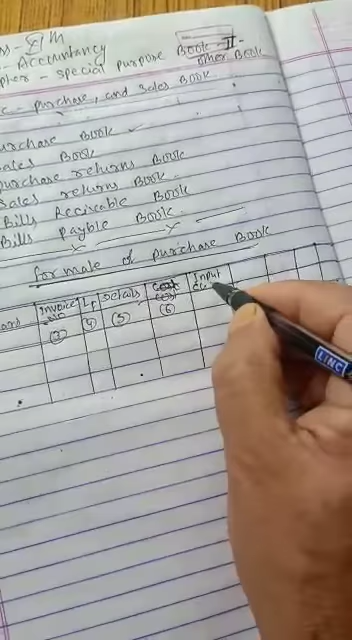 Accountancy
special purpose Book - II
other Book
purchase, and sales Book
purchase Book
sales Book
purchase returns Book
sales returns Book
Bills Receivable Book
Bills payble Book
formate of purchase Book
Invoice Lf Details Cost Input
(3) (4) (5) (6)
LINC